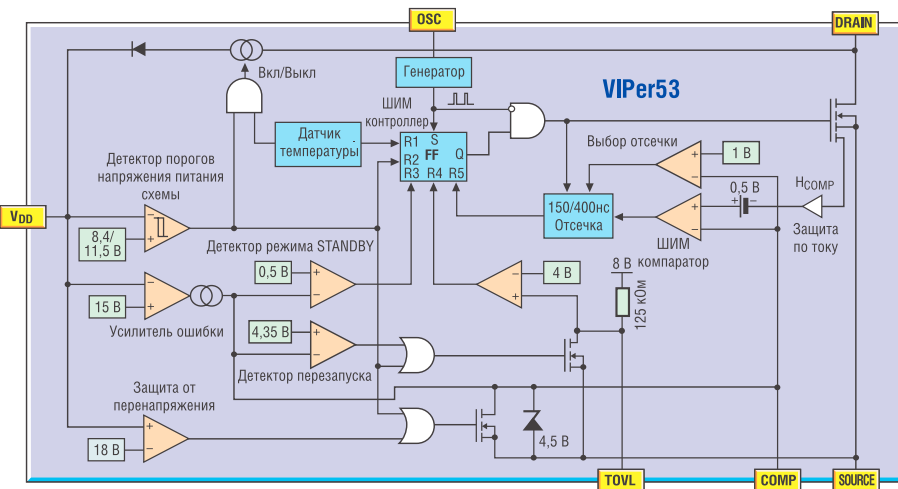 OSC
DRAIN
Вкл/Выкл
Генератор
VIPer53
ШИМ
контроллер
Датчик
температуры
R1 S
R2 FF Q
R3 R4 R5
Выбор отсечки
1 В
Детектор порогов
напряжения питания
схемы
0,5 В
HCOMP
VDD
150/400нс
Отсечка
Защита
по току
8,4/
11,5 В
Детектор режима STANDBY
ШИМ
компаратор
0,5 В
4 В
8 В
125 кОм
15 В
Усилитель ошибки
4,35 В
Детектор перезапуска
Защита от
перенапряжения
18 В
4,5 В
TOVL
COMP
SOURCE